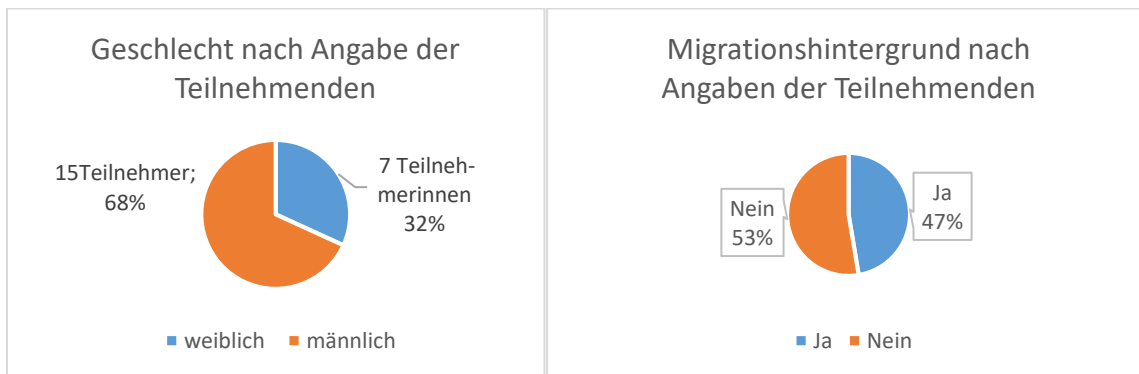 Geschlecht nach Angabe der
Teilnehmenden
15Teilnehmer;
68%
7 Teilneh-
merinnen
32%
weiblich männlich
Migrationshintergrund nach
Angaben der Teilnehmenden
Nein
53%
Ja
47%
Ja Nein